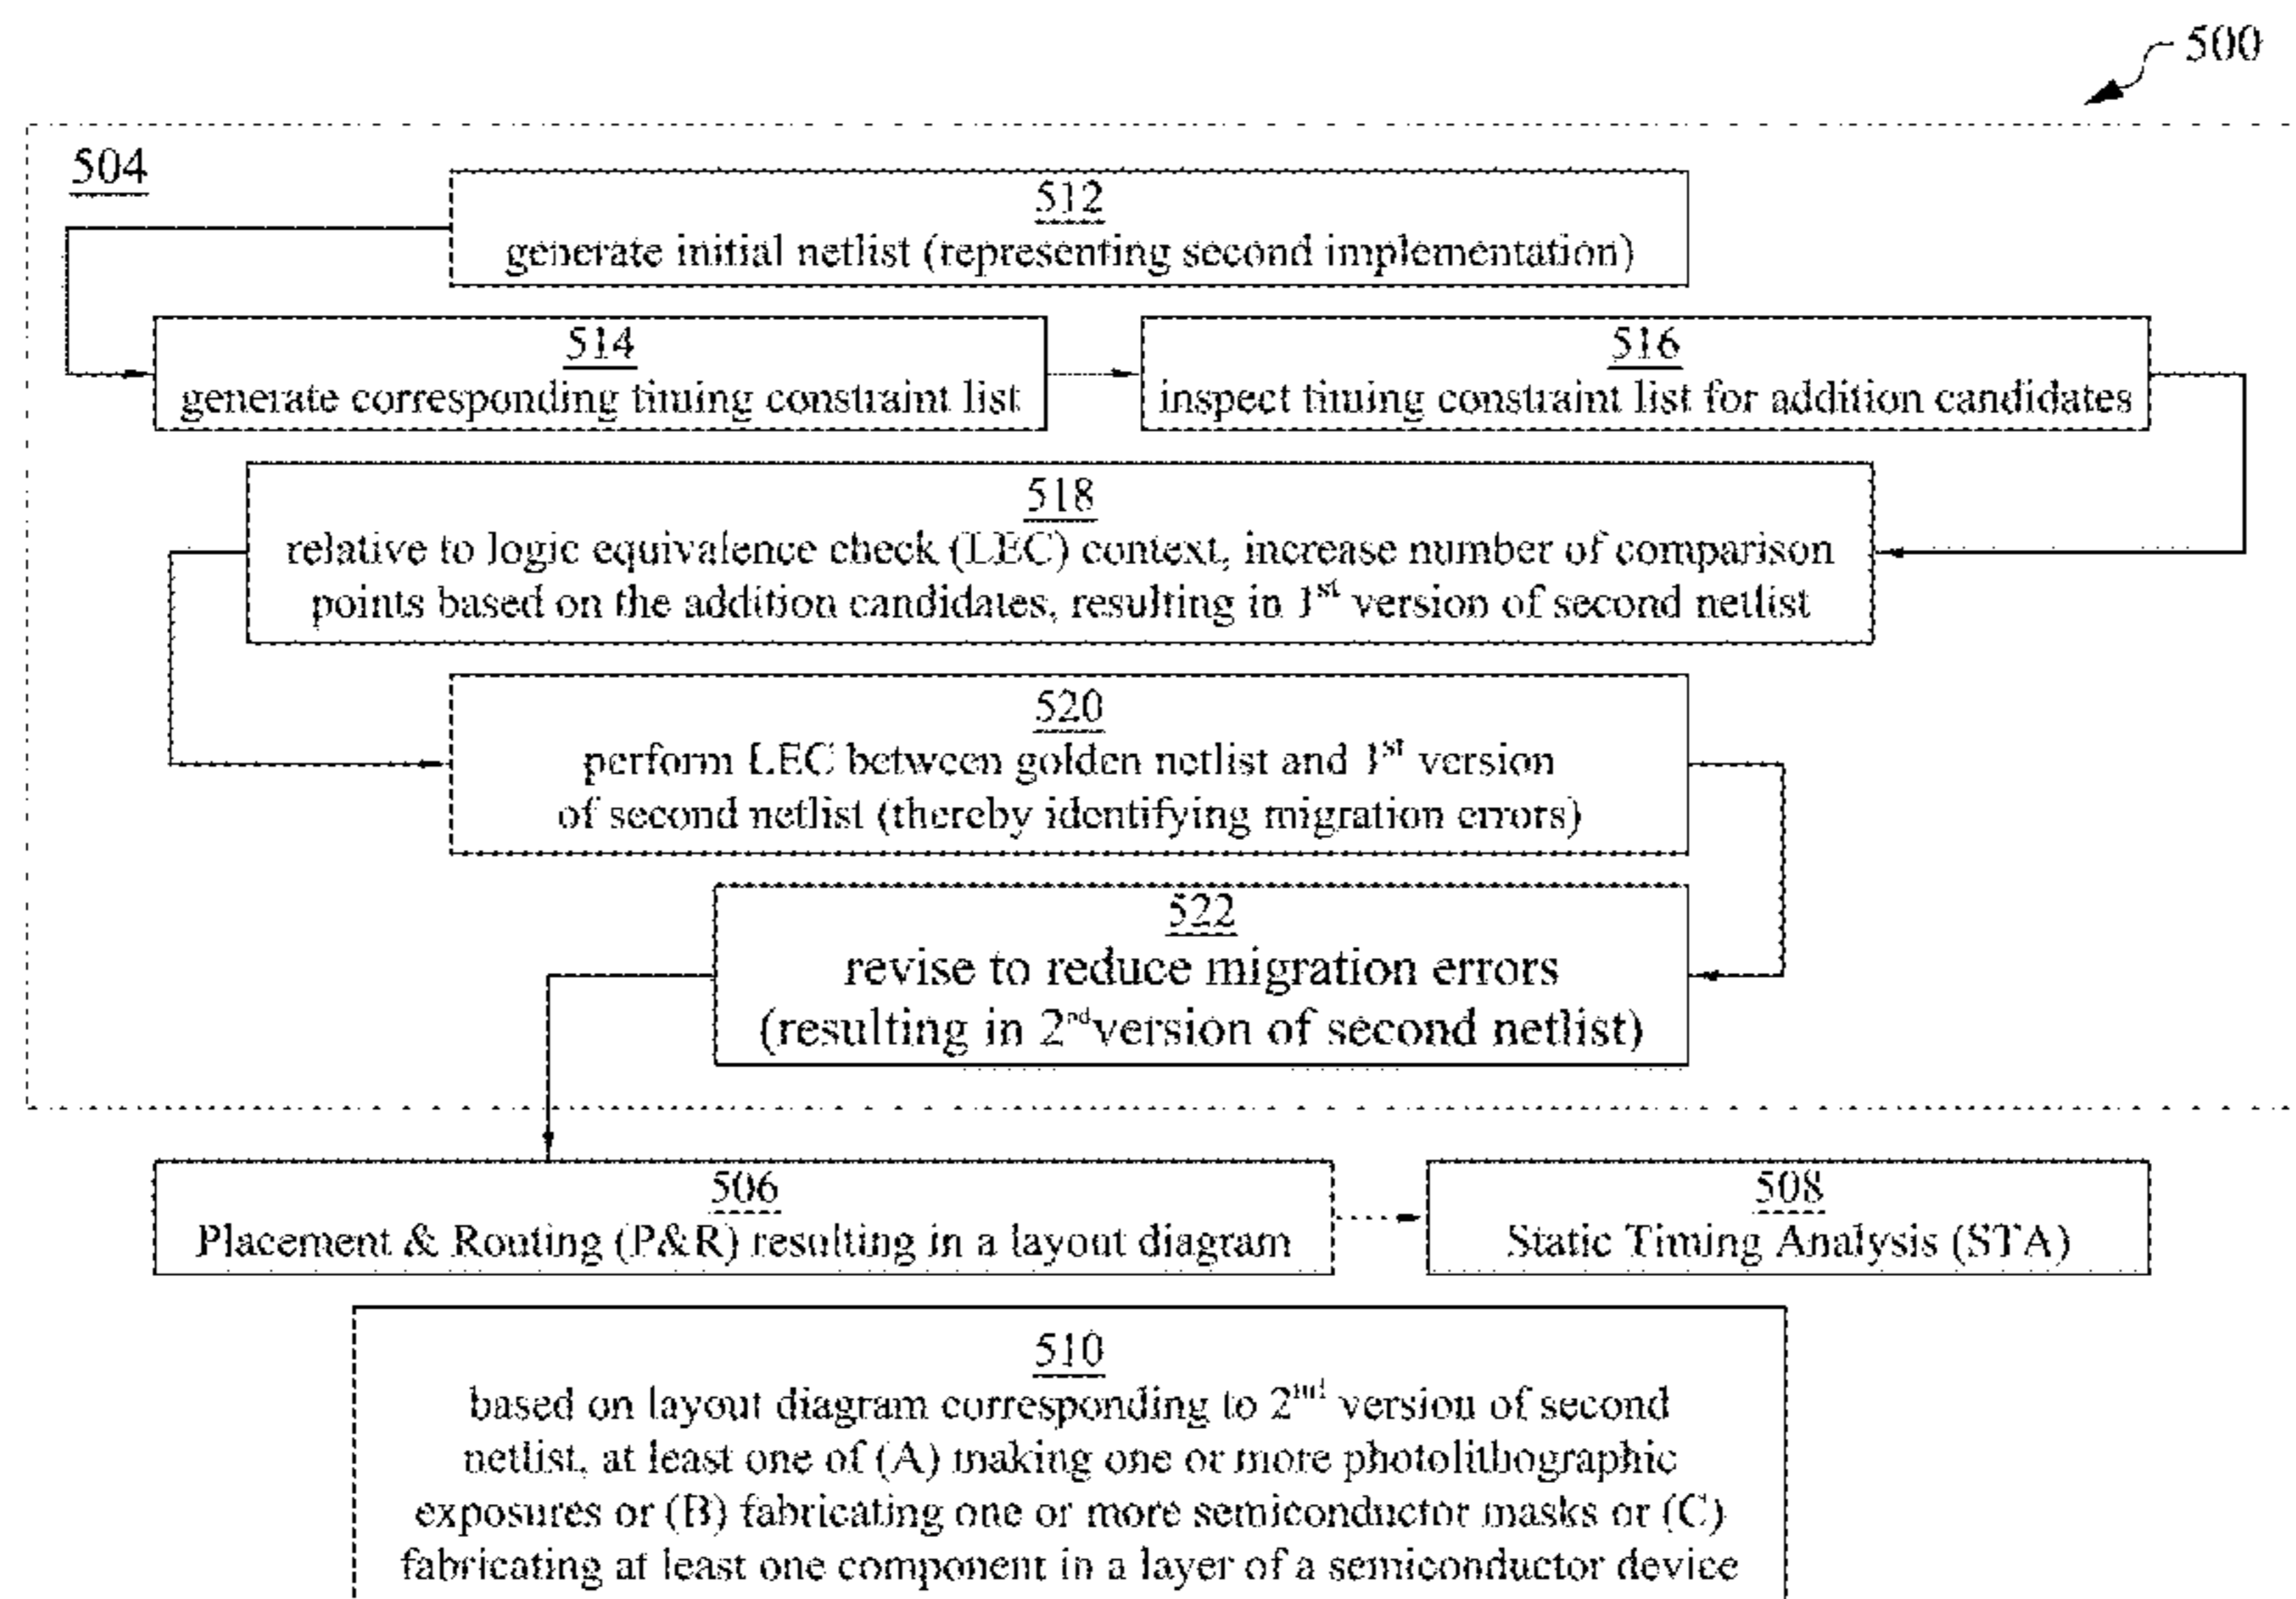 500
504
512
generate initial netlist (representing second implementation)
514
generate corresponding timing constraint list
516
inspect timing constraint list for addition candidates
518
relative to logic equivalence check (LEC) context, increase number of comparison
points based on the addition candidates, resulting in 1st version of second netlist
520
perform LEC between golden netlist and 1st version
of second netlist (thereby identifying migration errors)
522
revise to reduce migration errors
(resulting in 2nd version of second netlist)
506
Placement & Routing (P&R) resulting in a layout diagram
508
Static Timing Analysis (STA)
510
based on layout diagram corresponding to 2nd version of second
netlist, at least one of (A) making one or more photolithographic
exposures or (B) fabricating one or more semiconductor masks or (C)
fabricating at least one component in a layer of a semiconductor device